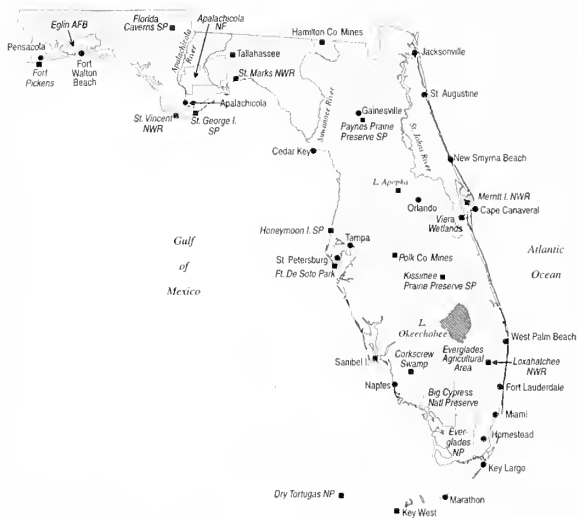 Florida
Caverns SP
Apalachicola
NF
Eglin AFB
Hamilton Co Mines
Pensacola
Fort
Pickens
Fort
Walton
Beach
Apalachicola
River
Tallahassee
St. Marks NWR
Jacksonville
Apalachicola
St. Vincent
NWR
St. George I.
SP
Suwannee River
Gainesville
Paynes Prairie
Preserve SP
St. Augustine
St. Johns River
Cedar Key
New Smyrna Beach
L. Apopka
Orlando
Merritt I. NWR
Cape Canaveral
Viera
Wetlands
Honeymoon I. SP
Tampa
Gulf
of
Mexico
St Petersburg
Ft. De Soto Park
Polk Co Mines
Kissimee
Prairie Preserve SP
Atlantic
Ocean
L.
Okeechobee
West Palm Beach
Sanibel I.
Corkscrew
Swamp
Everglades
Agricultural
Area
Loxahatchee
NWR
Naples
Big Cypress
Natl Preserve
Fort Lauderdale
Miami
Ever-
glades
NP
Homestead
Key Largo
Dry Tortugas NP
Marathon
Key West